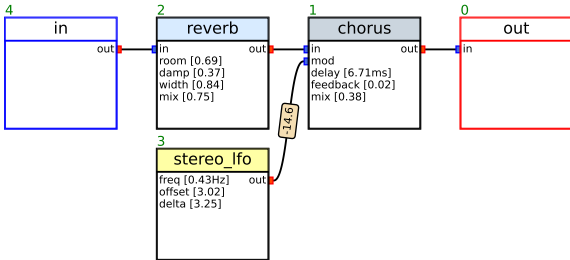 4
in
out
2
reverb
in
out
room [0.69]
damp [0.37]
width [0.84]
mix [0.75]
1
chorus
in
out
mod
delay [6.71ms]
feedback [0.02]
mix [0.38]
0
out
in
-14.6
3
stereo_lfo
freq [0.43Hz]
out
offset [3.02]
delta [3.25]